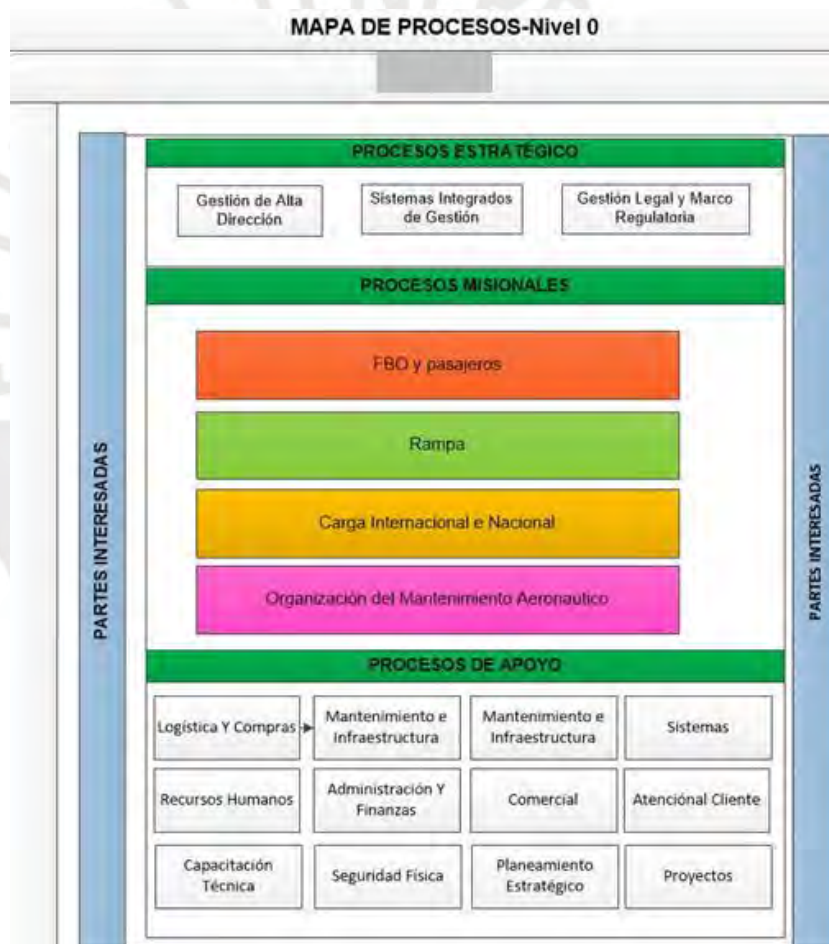 MAPA DE PROCESOS-Nivel 0
PARTES INTERESADAS
PROCESOS ESTRATÉGICO
Gestión de Alta
Dirección
Sistemas Integrados
de Gestión
Gestión Legal y Marco
Regulatoria
PROCESOS MISIONALES
FBO y pasajeros
Rampa
Carga Internacional e Nacional
Organización del Mantenimiento Aeronautico
PROCESOS DE APOYO
Logística Y Compras
Mantenimiento e
Infraestructura
Mantenimiento e
Infraestructura
Sistemas
Recursos Humanos
Administración Y
Finanzas
Comercial
Atenciónal Cliente
Capacitación
Técnica
Seguridad Física
Planeamiento
Estratégico
Proyectos
PARTES INTERESADAS